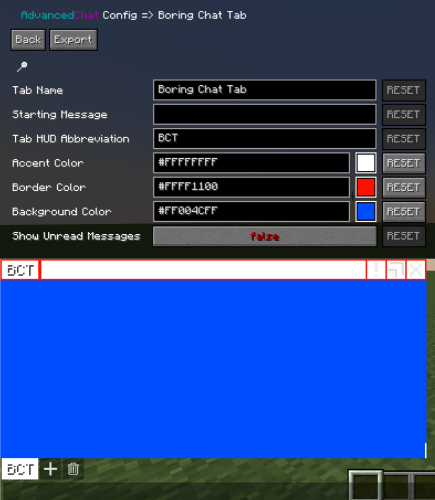 AdvancedChat Config => Boring Chat Tab
Back Export
Tab Name Boring Chat Tab RESET
Starting Message RESET
Tab HUD Abbreviation BCT RESET
Accent Color #FFFFFFFF RESET
Border Color #FFFF1100 RESET
Background Color #FF004CFF RESET
Show Unread Messages false RESET
BCT ! X
BCT +